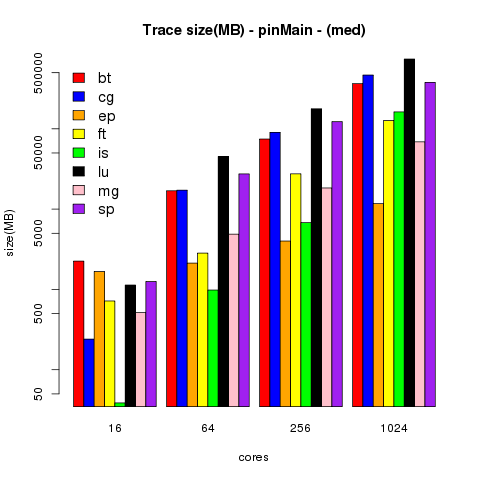 Trace size(MB) - pinMain - (med)
size(MB)
500000
50000
5000
500
50
bt
cg
ep
ft
is
lu
mg
sp
16 64 256 1024
cores